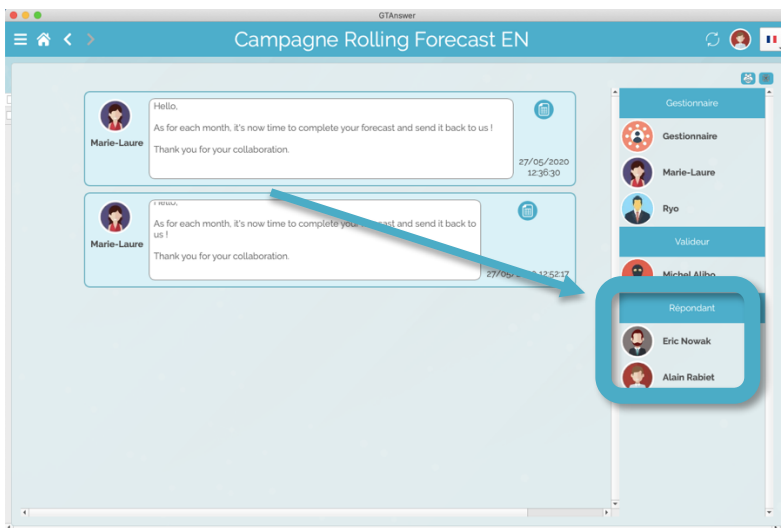 GTAnswer
Campagne Rolling Forecast EN
Hello,
As for each month, it's now time to complete your forecast and send it back to us !
Thank you for your collaboration.
Marie-Laure
27/05/2020
12:36:30
As for each month, it's now time to complete your forecast and send it back to
us !
Thank you for your collaboration.
Marie-Laure
12:52:17
Gestionnaire
Gestionnaire
Marie-Laure
Ryo
Valideur
Michel Alibo
Répondant
Eric Nowak
Alain Rabiet